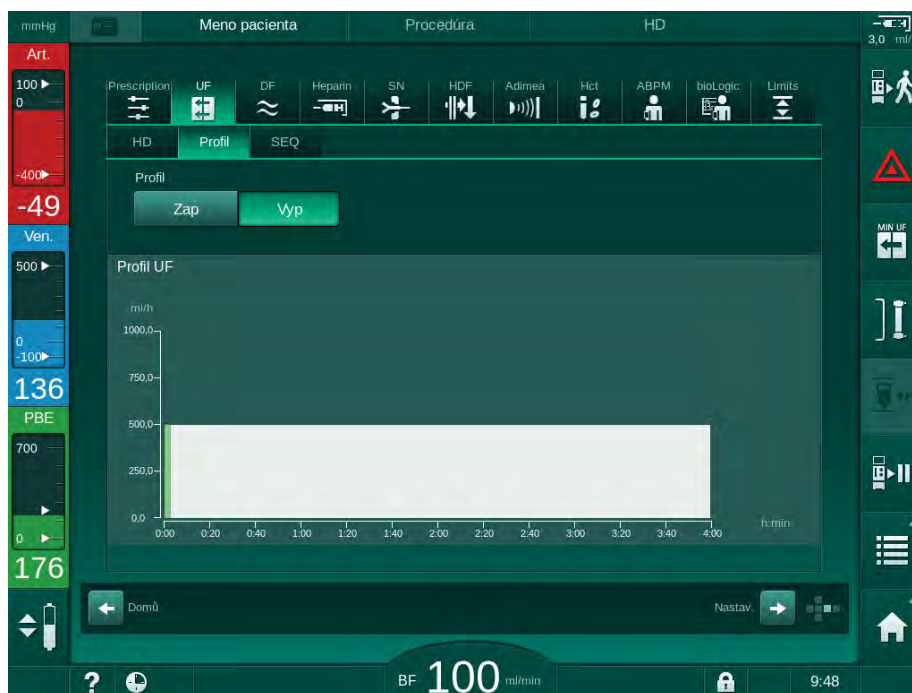 mmHg
Meno pacienta
Procedúra
HD
3,0 ml/
Art.
100
0
-400
-49
Ven.
500
0
-100
136
PBE
700
0
176
Prescription
UF
DF
Heparin
SN
HDF
Adimea
Hct
ABPM
bioLogic
Limits
HD
Profil
SEQ
Profil
Zap
Vyp
Profil UF
ml/h
1000,0
750,0
500,0
250,0
0,0
0:00 0:20 0:40 1:00 1:20 1:40 2:00 2:20 2:40 3:00 3:20 3:40 4:00
h:min
MIN UF
Domů
Nastav.
?
BF 100 ml/min
9:48